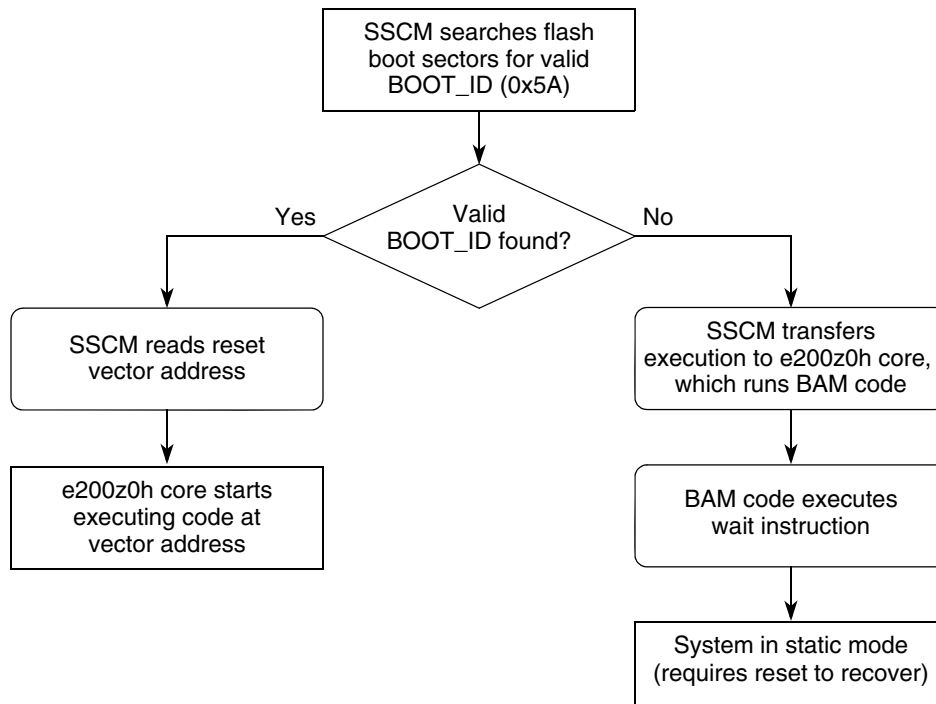 SSCM searches flash
boot sectors for valid
BOOT_ID (0x5A)
Yes
Valid
BOOT_ID found?
No
SSCM reads reset
vector address
SSCM transfers
execution to e200z0h core,
which runs BAM code
e200z0h core starts
executing code at
vector address
BAM code executes
wait instruction
System in static mode
(requires reset to recover)